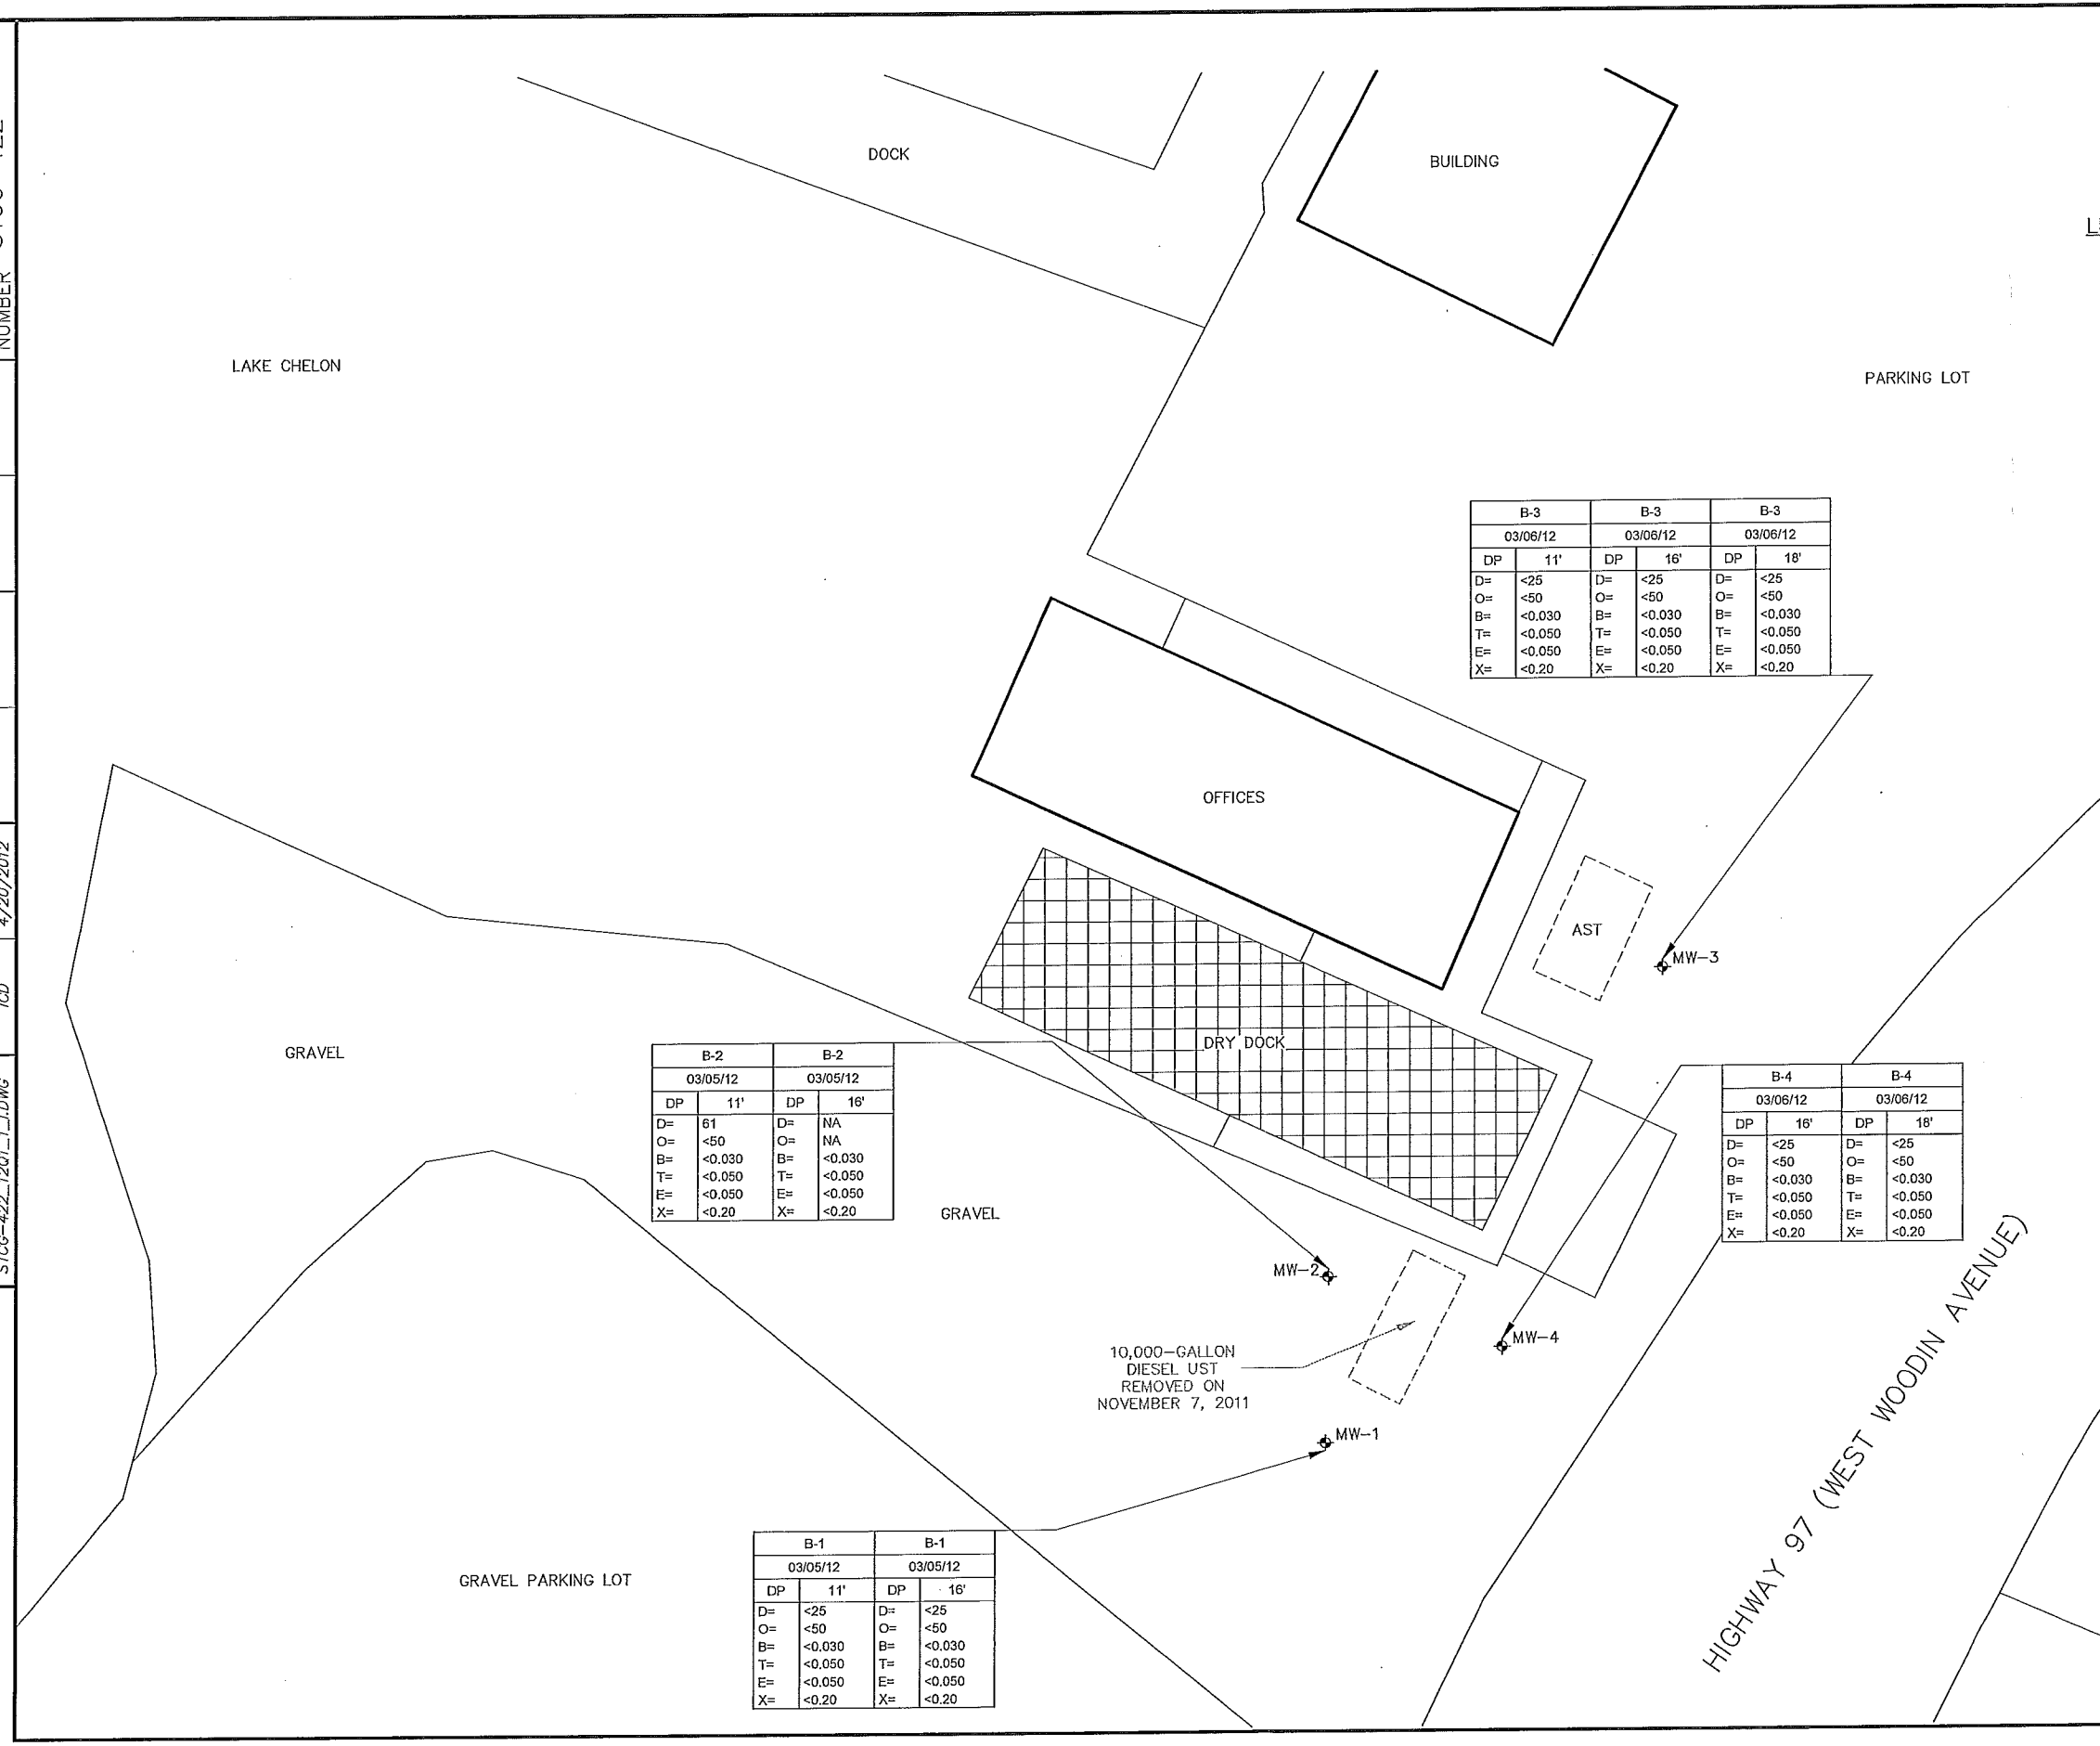 DOCK
BUILDING
LAKE CHELON
PARKING LOT
NUMBER
B-3 B-3 B-3
03/06/12 03/06/12 03/06/12
DP 11' DP 16' DP 18'
D= <25 D= <25 D= <25
O= <50 O= <50 O= <50
B= <0.030 B= <0.030 B= <0.030
T= <0.050 T= <0.050 T= <0.050
E= <0.050 E= <0.050 E= <0.050
X= <0.20 X= <0.20 X= <0.20
OFFICES
AST
MW-3
4/20/2012
DRY DOCK
GRAVEL
B-2 B-2
03/05/12 03/05/12
DP 11' DP 16'
D= 61 D= NA
O= <50 O= NA
B= <0.030 B= <0.030
T= <0.050 T= <0.050
E= <0.050 E= <0.050
X= <0.20 X= <0.20
GRAVEL
B-4 B-4
03/06/12 03/06/12
DP 16' DP 18'
D= <25 D= <25
O= <50 O= <50
B= <0.030 B= <0.030
T= <0.050 T= <0.050
E= <0.050 E= <0.050
X= <0.20 X= <0.20
MW-2
MW-4
10,000-GALLON
DIESEL UST
REMOVED ON
NOVEMBER 7, 2011
MW-1
HIGHWAY 97 (WEST WOODIN AVENUE)
GRAVEL PARKING LOT
B-1 B-1
03/05/12 03/05/12
DP 11' DP 16'
D= <25 D= <25
O= <50 O= <50
B= <0.030 B= <0.030
T= <0.050 T= <0.050
E= <0.050 E= <0.050
X= <0.20 X= <0.20